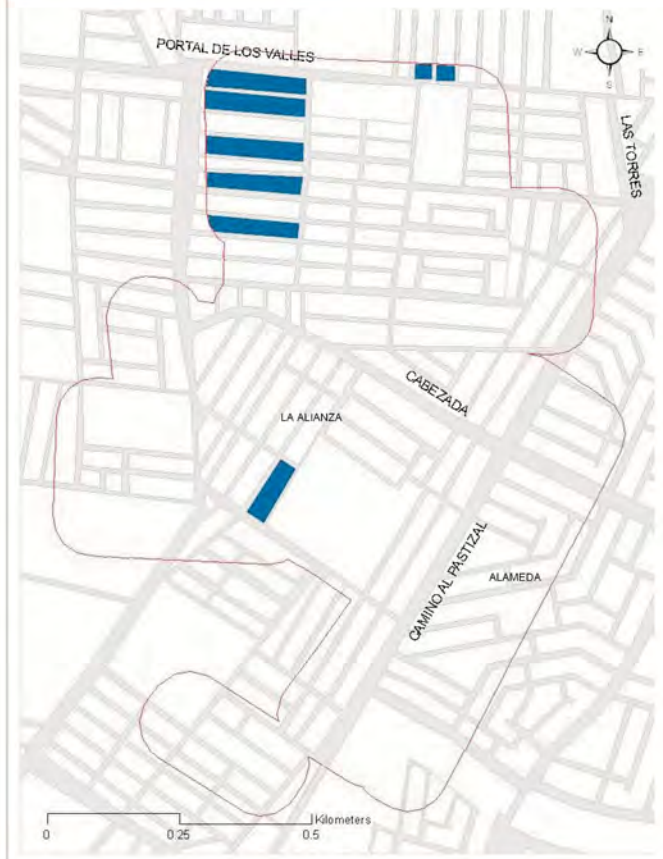 PORTAL DE LOS VALLES
N
W
E
S
LAS TORRES
CABEZADA
LA ALIANZA
CAMINO AL PASTIZAL
ALAMEDA
Kilometers
0 0.25 0.5